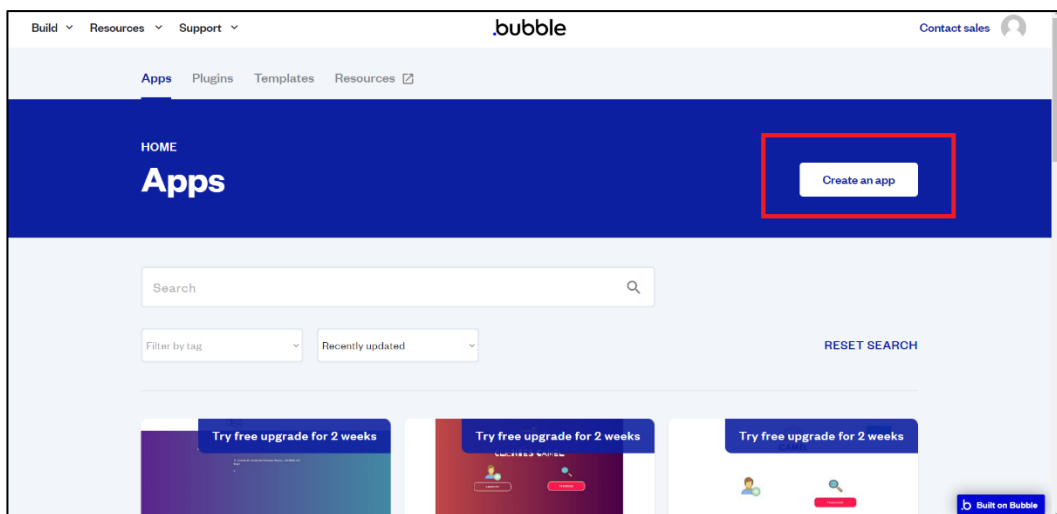 Build Resources Support .bubble Contact sales
Apps Plugins Templates Resources
HOME
Apps
Create an app
Search
Filter by tag Recently updated RESET SEARCH
Try free upgrade for 2 weeks Try free upgrade for 2 weeks Try free upgrade for 2 weeks
CAMEL
.b Built on Bubble